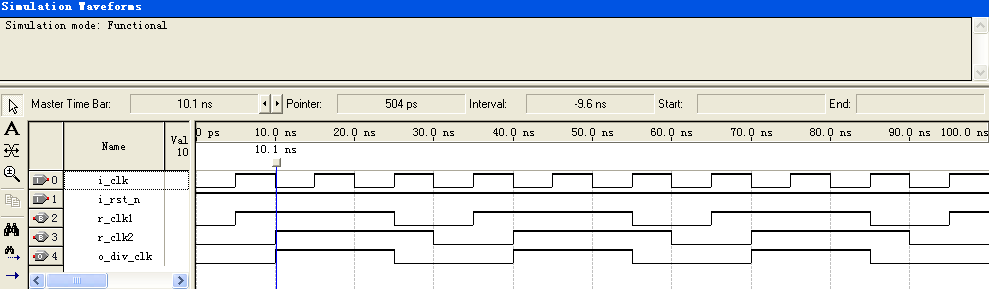 Simulation Waveforms
Simulation mode: Functional
Master Time Bar: 10.1 ns Pointer: 504 ps Interval: -9.6 ns Start: End:
Name Val 10 0 ps 10.0 ns 20.0 ns 30.0 ns 40.0 ns 50.0 ns 60.0 ns 70.0 ns 80.0 ns 90.0 ns 100.0 ns
10.1 ns
0 i_clk
1 i_rst_n
2 r_clk1
3 r_clk2
4 o_div_clk